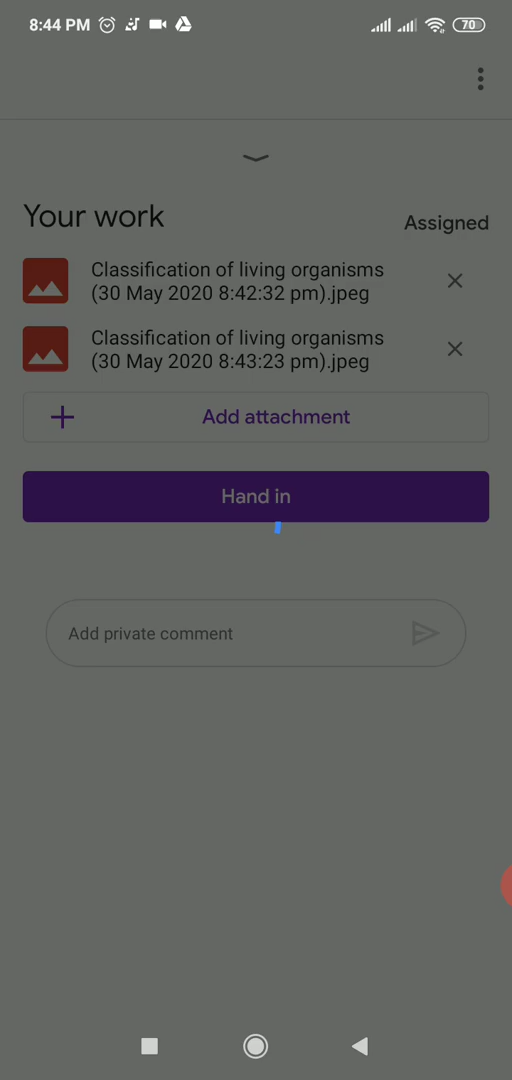 8:44 PM
70
Your work
Assigned
Classification of living organisms
(30 May 2020 8:42:32 pm).jpeg
Classification of living organisms
(30 May 2020 8:43:23 pm).jpeg
Add attachment
Hand in
Add private comment